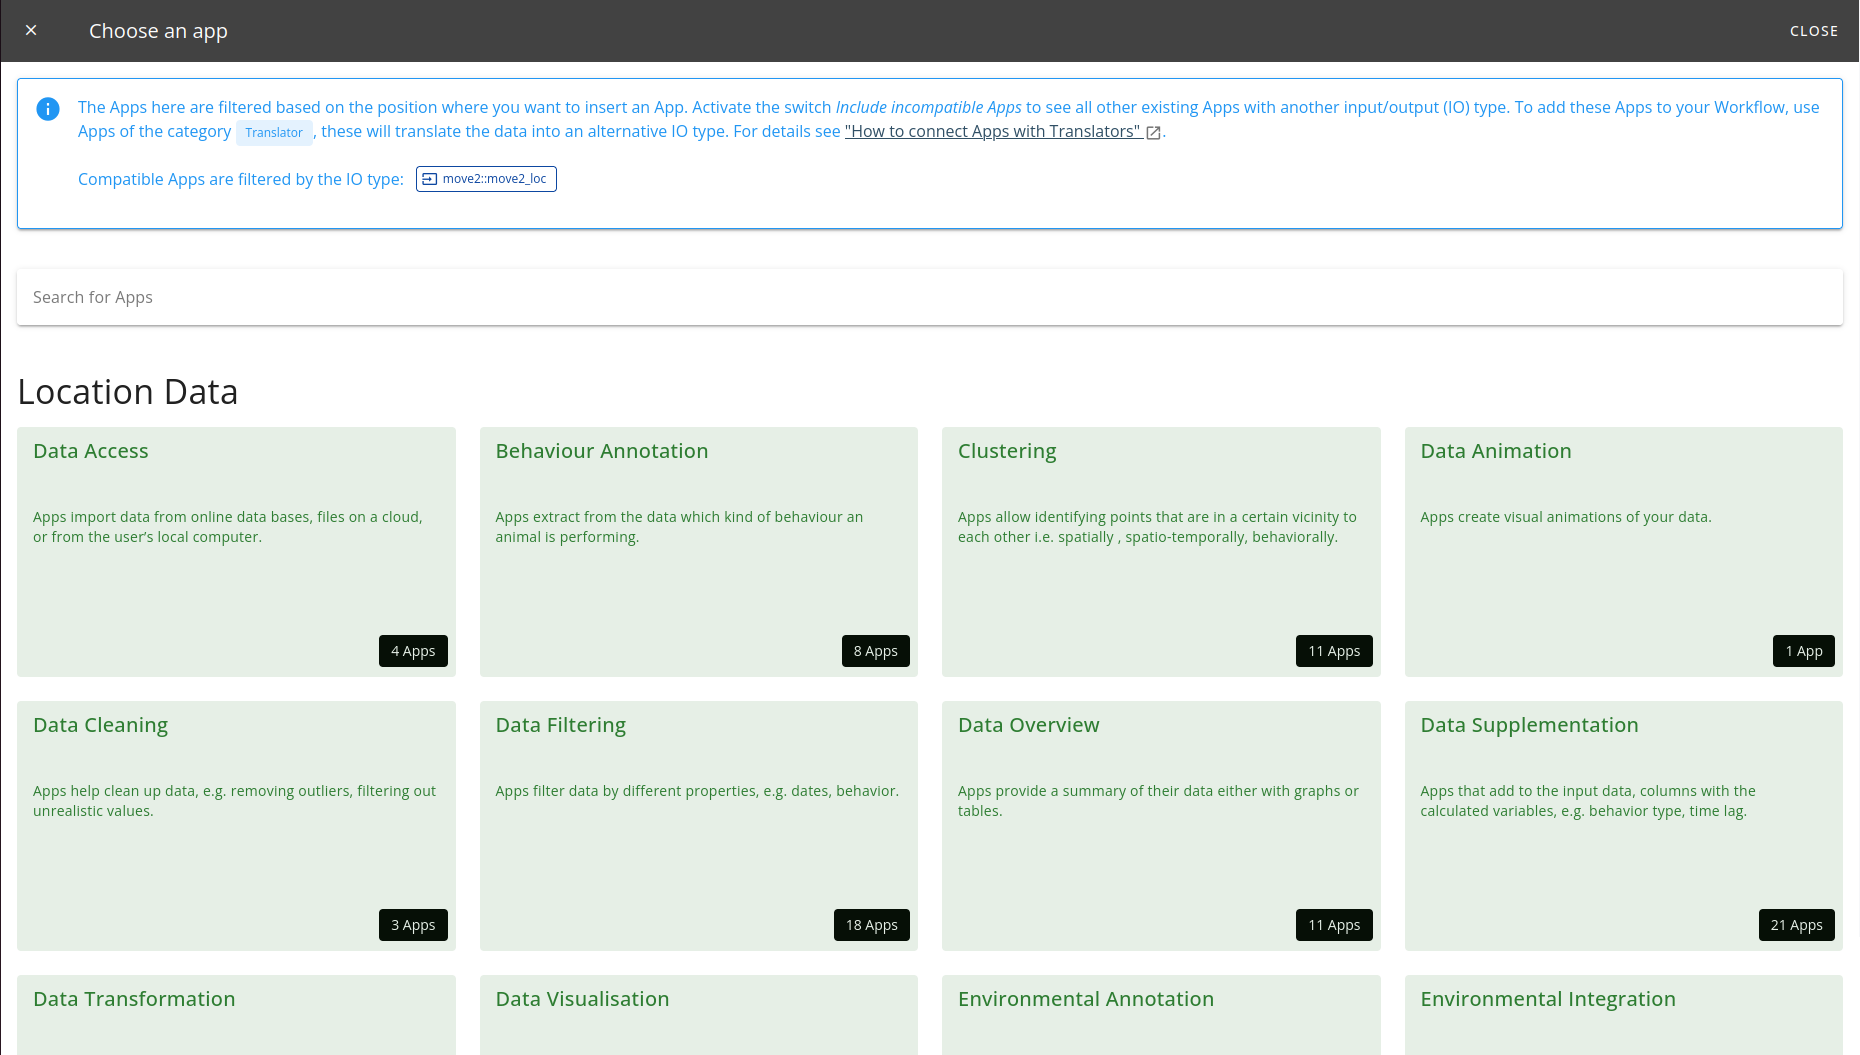 × Choose an app CLOSE
The Apps here are filtered based on the position where you want to insert an App. Activate the switch Include incompatible Apps to see all other existing Apps with another input/output (IO) type. To add these Apps to your Workflow, use
Apps of the category Translator , these will translate the data into an alternative IO type. For details see "How to connect Apps with Translators" .
Compatible Apps are filtered by the IO type: move2::move2_loc
Search for Apps
Location Data
Data Access
Apps import data from online data bases, files on a cloud,
or from the user’s local computer.
4 Apps
Behaviour Annotation
Apps extract from the data which kind of behaviour an
animal is performing.
8 Apps
Clustering
Apps allow identifying points that are in a certain vicinity to
each other i.e. spatially , spatio-temporally, behaviorally.
11 Apps
Data Animation
Apps create visual animations of your data.
1 App
Data Cleaning
Apps help clean up data, e.g. removing outliers, filtering out
unrealistic values.
3 Apps
Data Filtering
Apps filter data by different properties, e.g. dates, behavior.
18 Apps
Data Overview
Apps provide a summary of their data either with graphs or
tables.
11 Apps
Data Supplementation
Apps that add to the input data, columns with the
calculated variables, e.g. behavior type, time lag.
21 Apps
Data Transformation
Data Visualisation
Environmental Annotation
Environmental Integration